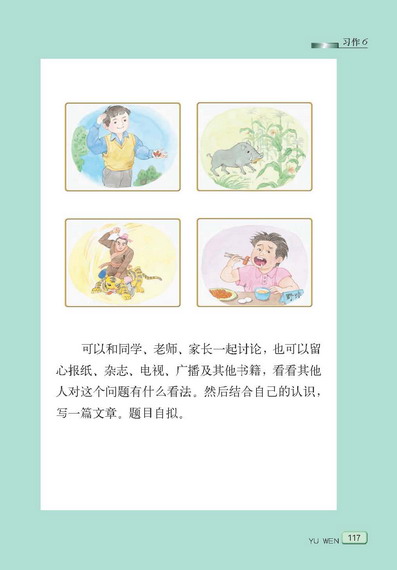 习作6
野味
可以和同学、老师、家长一起讨论，也可以留
心报纸、杂志、电视、广播及其他书籍，看看其他
人对这个问题有什么看法。然后结合自己的认识，
写一篇文章。题目自拟。
YU WEN 117